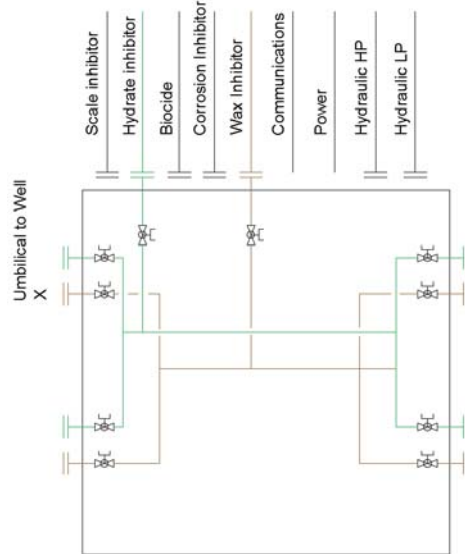 Umbilical to Well
X
Scale inhibitor
Hydrate inhibitor
Biocide
Corrosion Inhibitor
Wax Inhibitor
Communications
Power
Hydraulic HP
Hydraulic LP